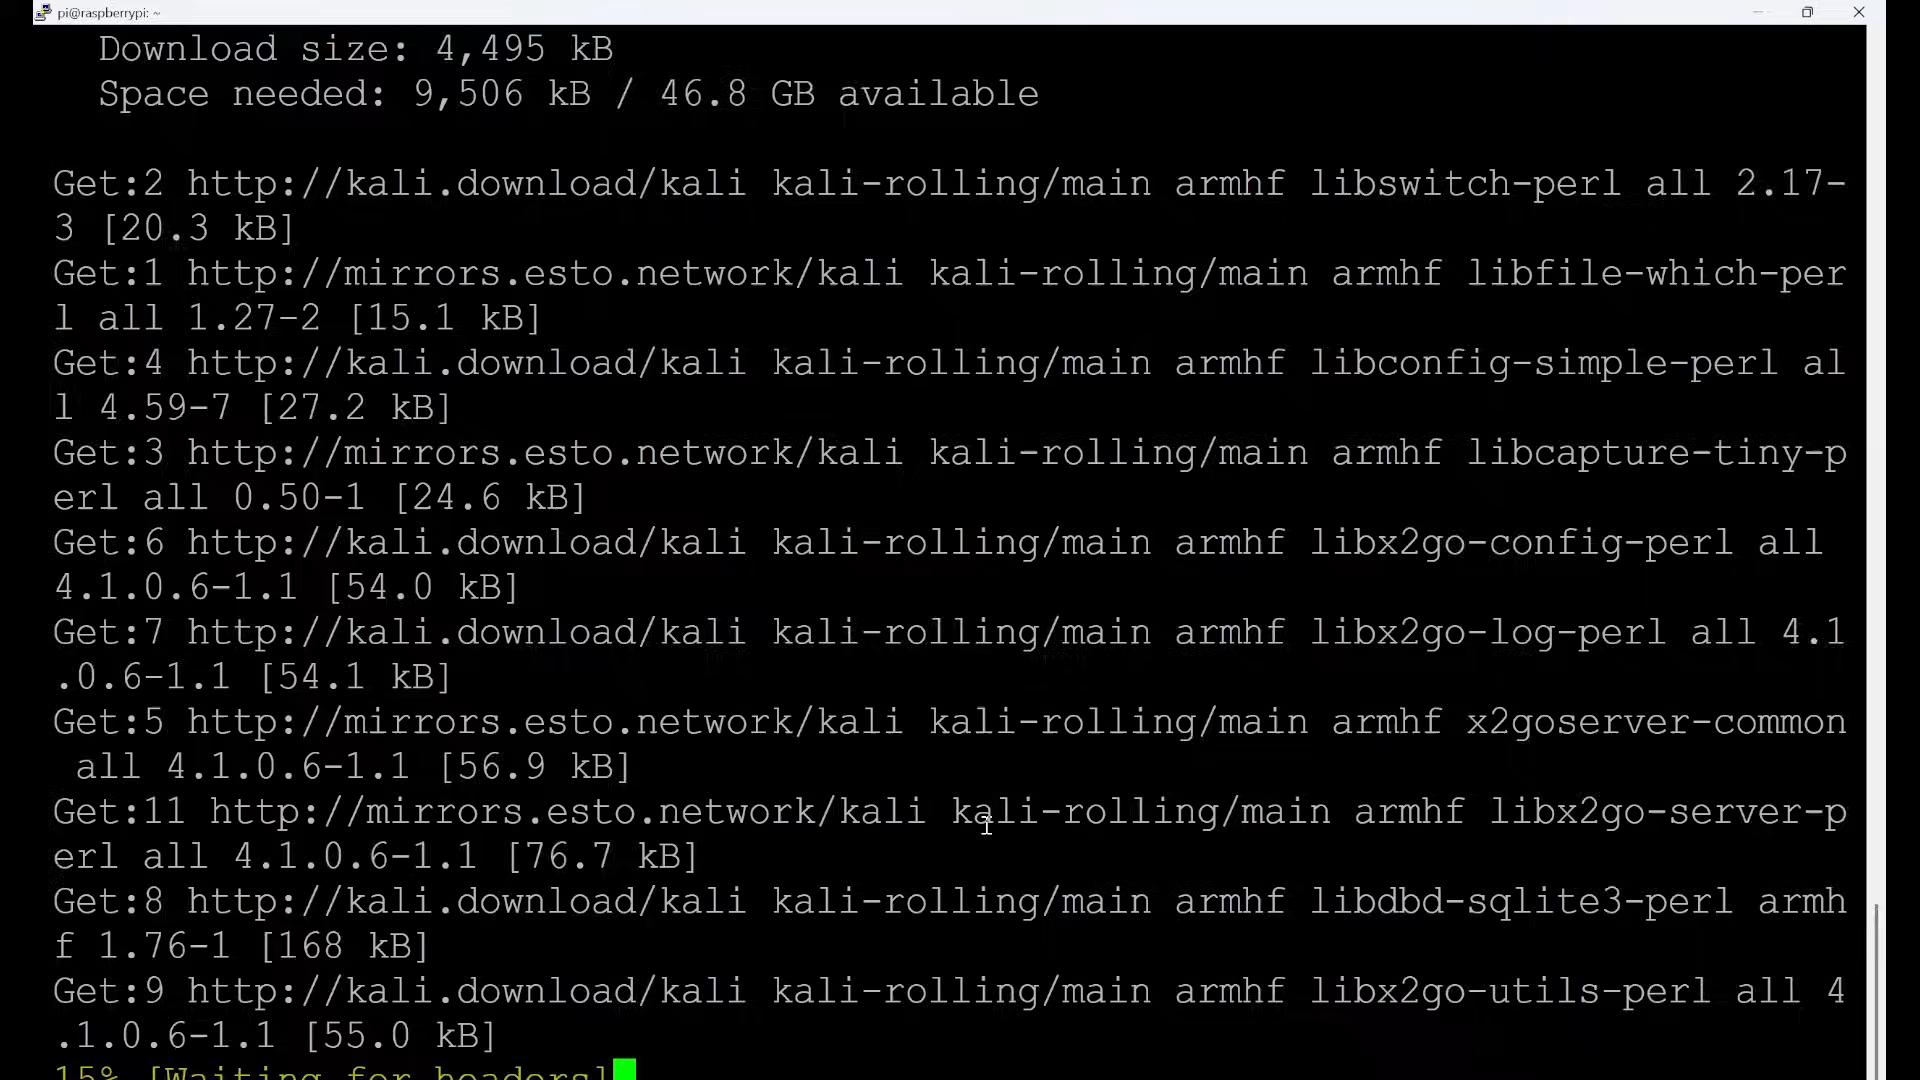 pi@raspberrypi: ~
Download size: 4,495 kB
Space needed: 9,506 kB / 46.8 GB available
Get:2 http://kali.download/kali kali-rolling/main armhf libswitch-perl all 2.17-
3 [20.3 kB]
Get:1 http://mirrors.esto.network/kali kali-rolling/main armhf libfile-which-per
l all 1.27-2 [15.1 kB]
Get:4 http://kali.download/kali kali-rolling/main armhf libconfig-simple-perl al
l 4.59-7 [27.2 kB]
Get:3 http://mirrors.esto.network/kali kali-rolling/main armhf libcapture-tiny-p
erl all 0.50-1 [24.6 kB]
Get:6 http://kali.download/kali kali-rolling/main armhf libx2go-config-perl all
4.1.0.6-1.1 [54.0 kB]
Get:7 http://kali.download/kali kali-rolling/main armhf libx2go-log-perl all 4.1
.0.6-1.1 [54.1 kB]
Get:5 http://mirrors.esto.network/kali kali-rolling/main armhf x2goserver-common
all 4.1.0.6-1.1 [56.9 kB]
Get:11 http://mirrors.esto.network/kali kali-rolling/main armhf libx2go-server-p
erl all 4.1.0.6-1.1 [76.7 kB]
Get:8 http://kali.download/kali kali-rolling/main armhf libdbd-sqlite3-perl armh
f 1.76-1 [168 kB]
Get:9 http://kali.download/kali kali-rolling/main armhf libx2go-utils-perl all 4
.1.0.6-1.1 [55.0 kB]
15% [Waiting for headers]